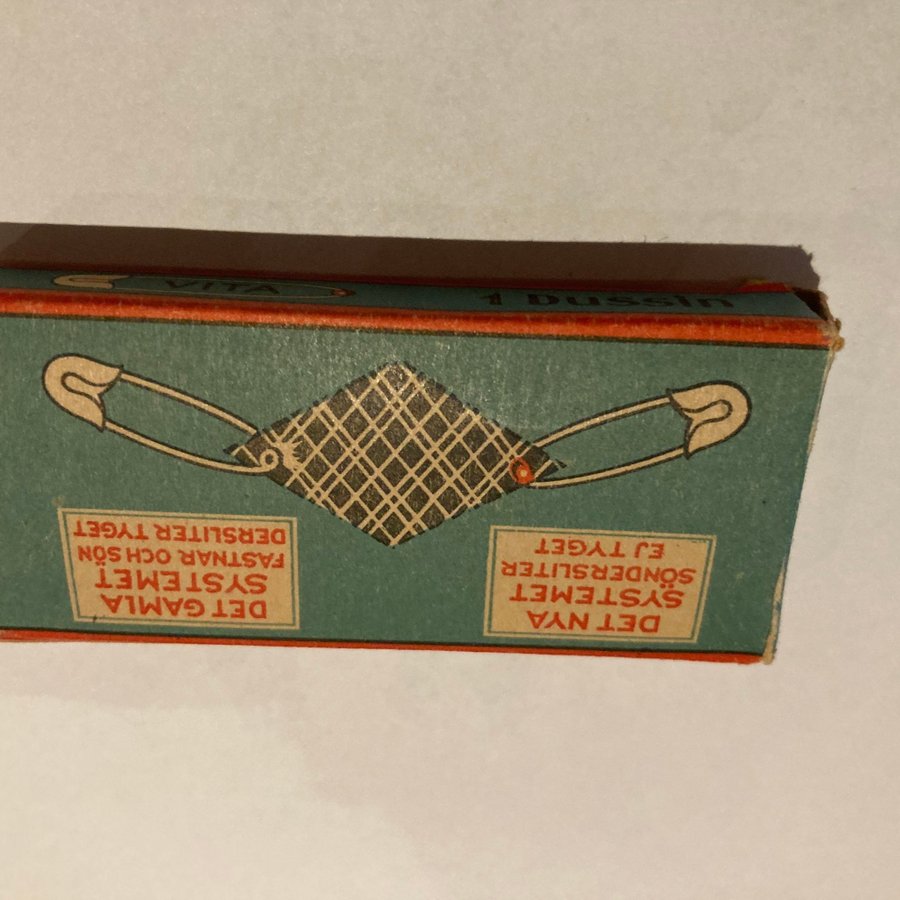 VITA
1 Dussin
DET NYA
SYSTEMET
SÖNDERSLITER
EJ TYGET
DET GAMLA
SYSTEMET
FASTNAR OCH SÖN
DERSLITER TYGET